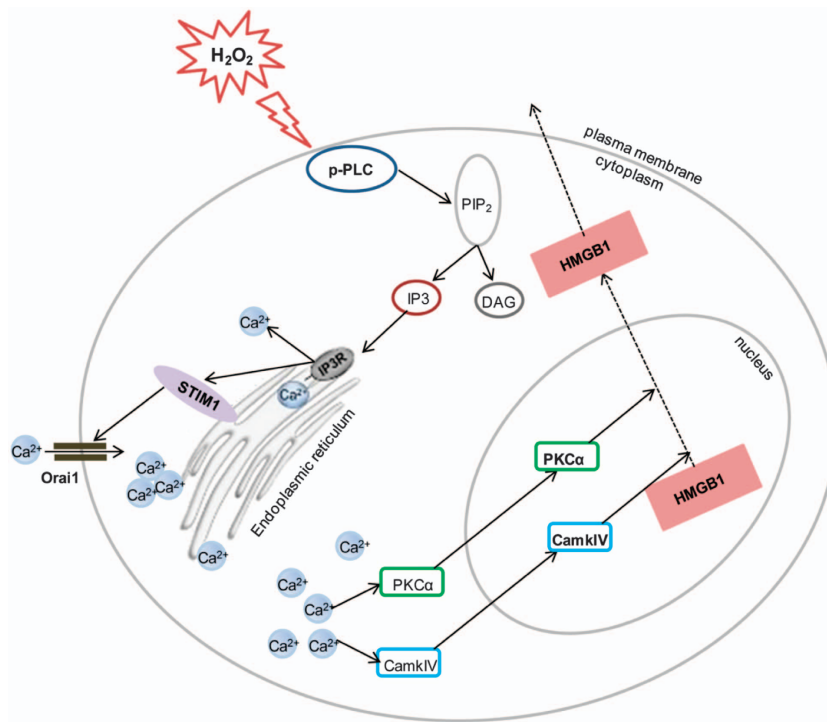 H₂O₂
p-PLC
PIP₂
plasma membrane
cytoplasm
HMGB1
IP3
DAG
Ca²⁺
IP3R
nucleus
STIM1
Ca²⁺
Ca²⁺
Orai1
Ca²⁺
Ca²⁺
Ca²⁺
Endoplasmic reticulum
PKCα
HMGB1
CamkIV
Ca²⁺
Ca²⁺
Ca²⁺
PKCα
Ca²⁺
Ca²⁺
Ca²⁺
CamkIV